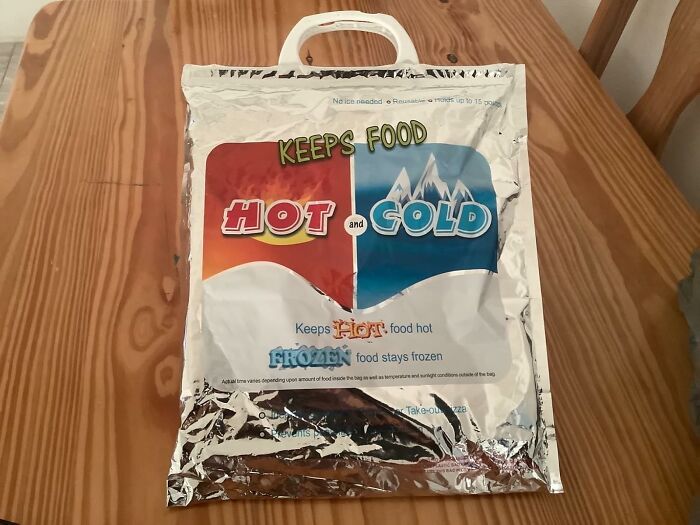 No ice needed • Reusable • Holds up to 15 pounds
KEEPS FOOD
HOT and COLD
Keeps HOT food hot
FROZEN food stays frozen
Actual time varies depending upon amount of food inside the bag as well as temperature and sunlight conditions outside of the bag
or Take-out
Prevents